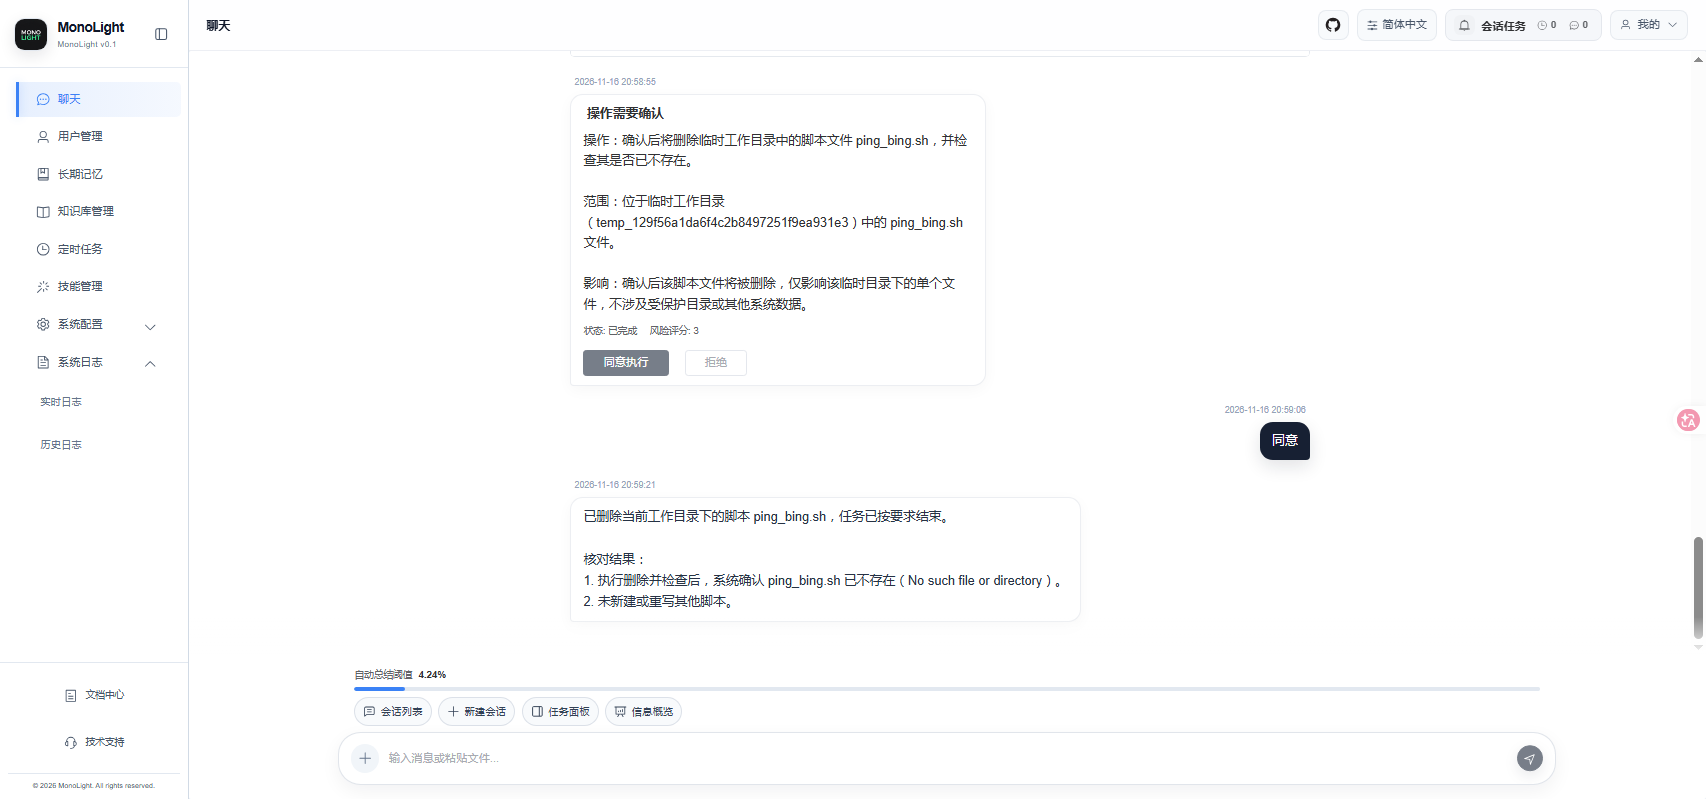 MONO
LIGHT
MonoLight
MonoLight v0.1
聊天
用户管理
长期记忆
知识库管理
定时任务
技能管理
系统配置
系统日志
实时日志
历史日志
文档中心
技术支持
© 2026 MonoLight. All rights reserved.
聊天
简体中文
会话任务 0 0
我的
2026-11-16 20:58:55
操作需要确认
操作：确认后将删除临时工作目录中的脚本文件 ping_bing.sh，并检
查其是否已不存在。
范围：位于临时工作目录
（temp_129f56a1da6f4c2b8497251f9ea931e3）中的 ping_bing.sh
文件。
影响：确认后该脚本文件将被删除，仅影响该临时目录下的单个文
件，不涉及受保护目录或其他系统数据。
状态: 已完成 风险评分: 3
同意执行 拒绝
2026-11-16 20:59:06
同意
2026-11-16 20:59:21
已删除当前工作目录下的脚本 ping_bing.sh，任务已按要求结束。
核对结果：
1. 执行删除并检查后，系统确认 ping_bing.sh 已不存在（No such file or directory）。
2. 未新建或重写其他脚本。
自动总结阈值 4.24%
会话列表 新建会话 任务面板 信息概览
输入消息或粘贴文件...